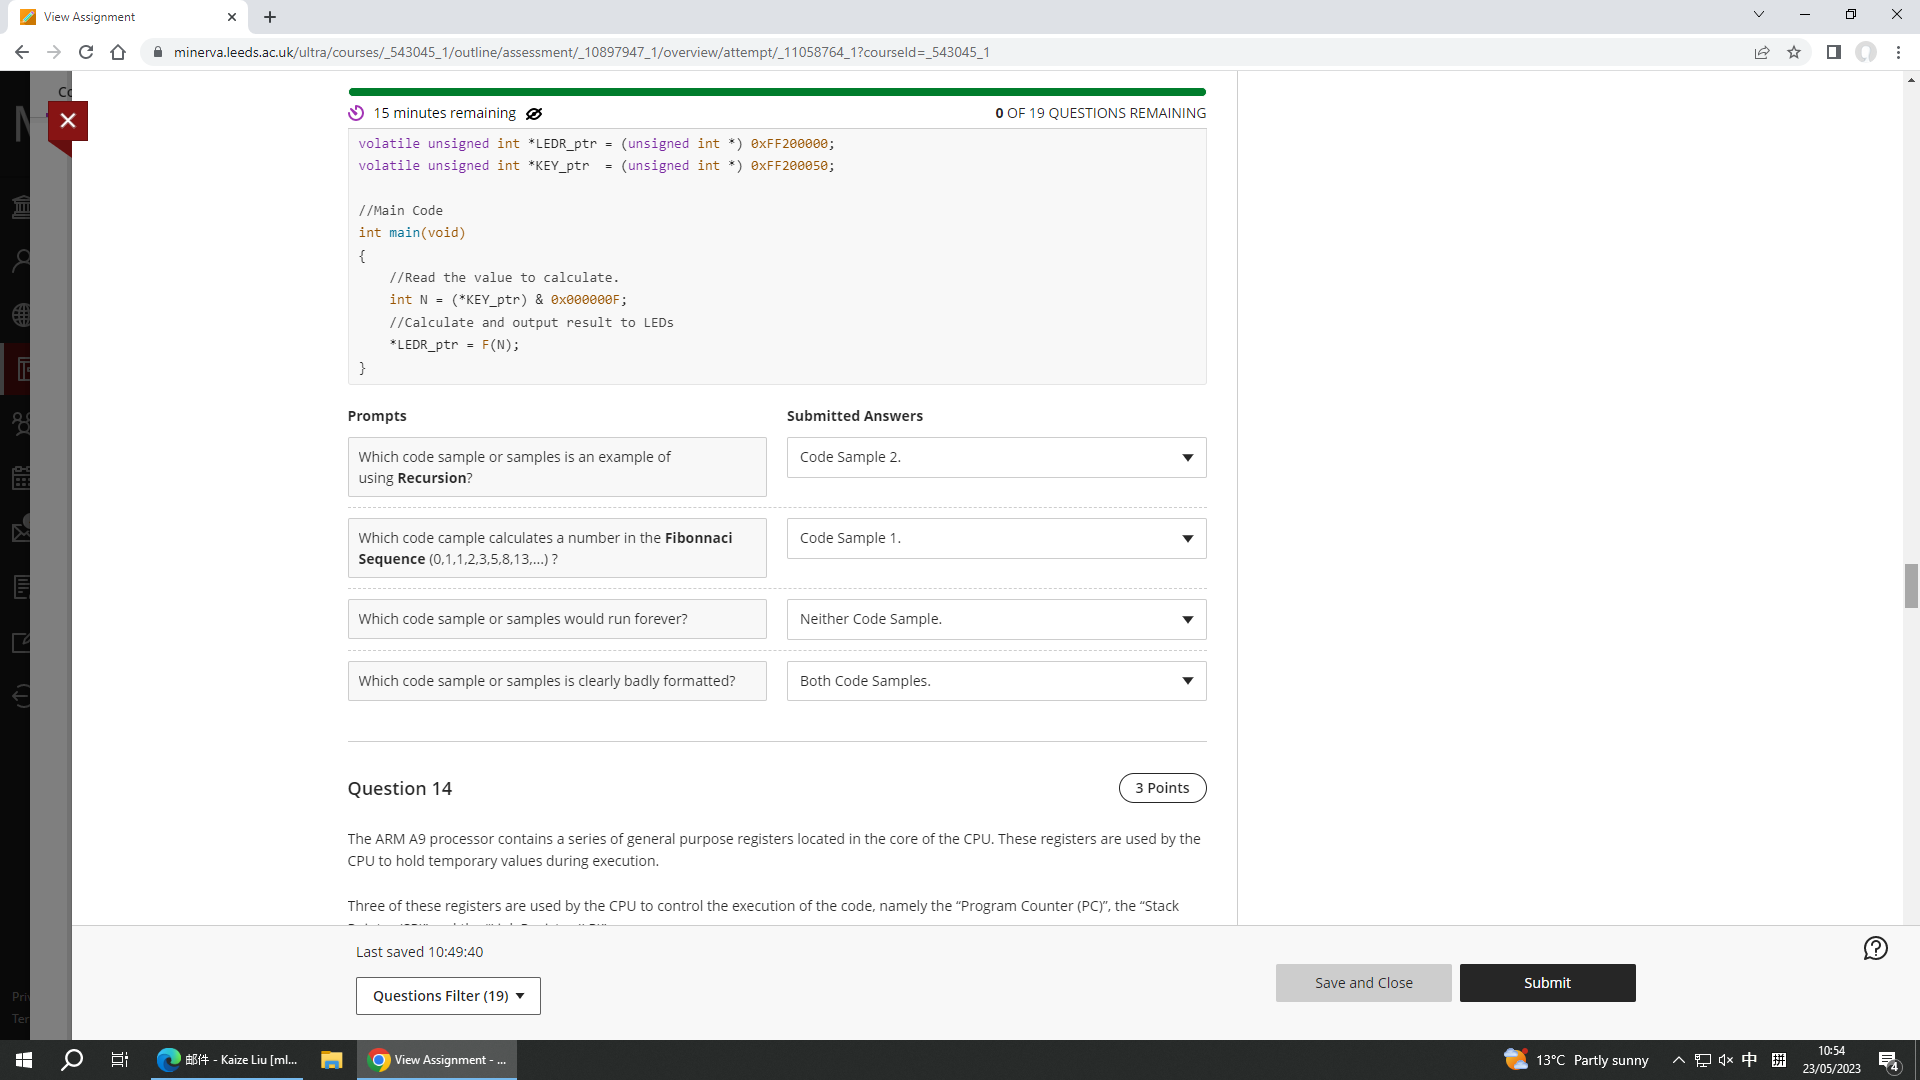 View Assignment
minerva.leeds.ac.uk/ultra/courses/_543045_1/outline/assessment/_10897947_1/overview/attempt/_11058764_1?courseId=_543045_1
15 minutes remaining
0 OF 19 QUESTIONS REMAINING
volatile unsigned int *LEDR_ptr = (unsigned int *) 0xFF200000;
volatile unsigned int *KEY_ptr  = (unsigned int *) 0xFF200050;
//Main Code
int main(void)
{
//Read the value to calculate.
int N = (*KEY_ptr) & 0x000000F;
//Calculate and output result to LEDs
*LEDR_ptr = F(N);
}
Prompts
Submitted Answers
Which code sample or samples is an example of
using Recursion?
Code Sample 2.
Which code cample calculates a number in the Fibonnaci
Sequence (0,1,1,2,3,5,8,13,...) ?
Code Sample 1.
Which code sample or samples would run forever?
Neither Code Sample.
Which code sample or samples is clearly badly formatted?
Both Code Samples.
Question 14
3 Points
The ARM A9 processor contains a series of general purpose registers located in the core of the CPU. These registers are used by the
CPU to hold temporary values during execution.
Three of these registers are used by the CPU to control the execution of the code, namely the “Program Counter (PC)”, the “Stack
Last saved 10:49:40
Questions Filter (19)
Save and Close
Submit
邮件 - Kaize Liu [ml...
View Assignment - ...
13°C Partly sunny
中
拼
10:54
23/05/2023
4